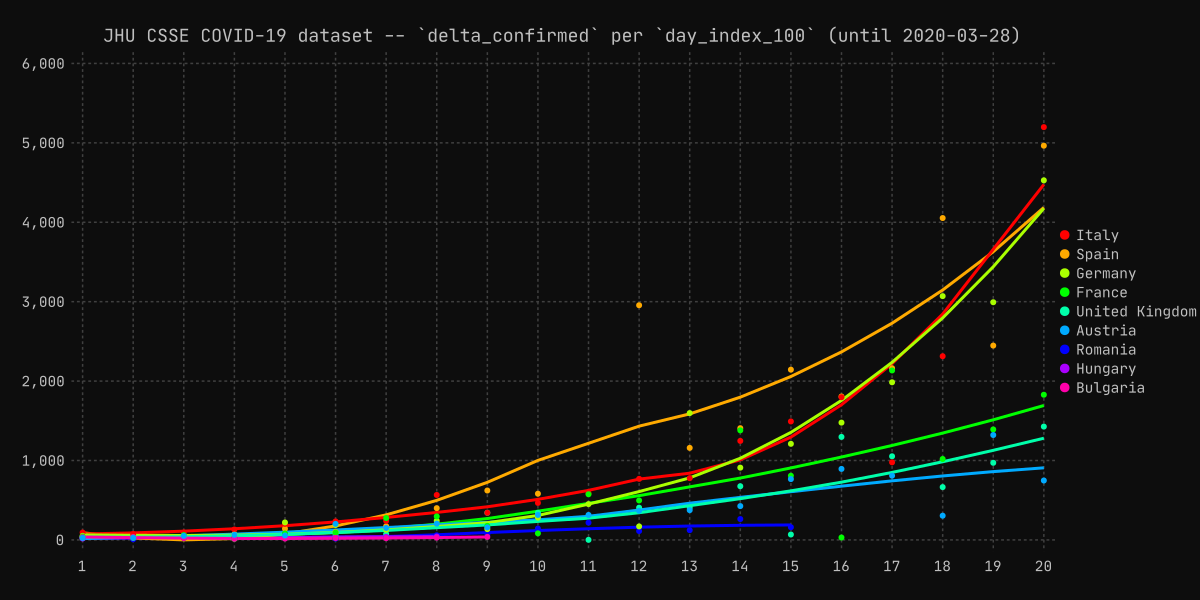 JHU CSSE COVID-19 dataset -- `delta_confirmed` per `day_index_100` (until 2020-03-28)
6,000
5,000
4,000
3,000
2,000
1,000
0
Italy
Spain
Germany
France
United Kingdom
Austria
Romania
Hungary
Bulgaria
1 2 3 4 5 6 7 8 9 10 11 12 13 14 15 16 17 18 19 20